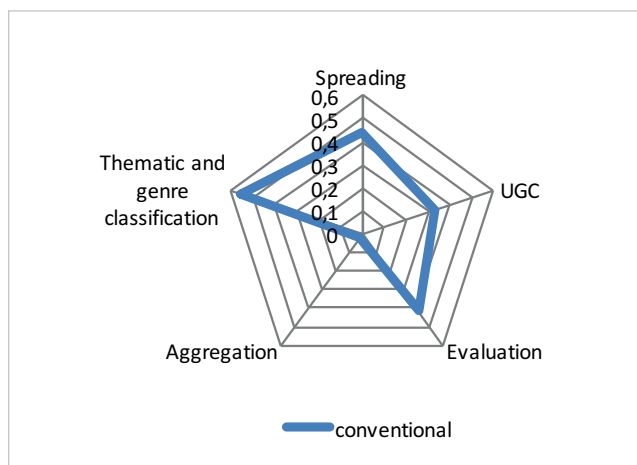 Spreading
0,6
0,5
0,4
0,3
0,2
0,1
0
UGC
Evaluation
Aggregation
Thematic and
genre
classification
conventional